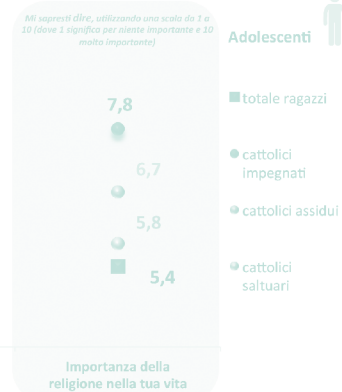 Mi sapresti dire, utilizzando una scala da 1 a
10 (dove 1 significa per niente importante e 10
molto importante)
Adolescenti
7,8
totale ragazzi
6,7
cattolici
impegnati
5,8
cattolici assidui
5,4
cattolici
saltuari
Importanza della
religione nella tua vita